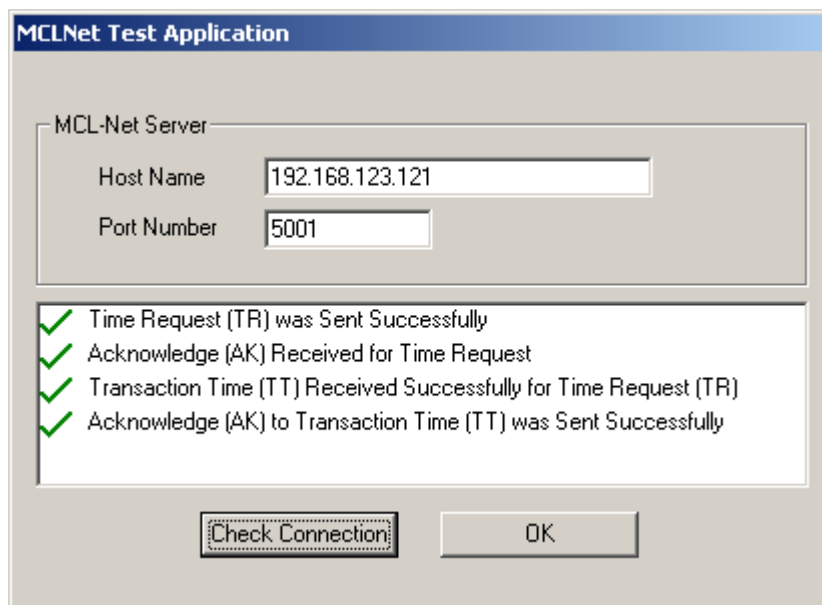 MCLNet Test Application
MCL-Net Server
Host Name 192.168.123.121
Port Number 5001
Time Request (TR) was Sent Successfully
Acknowledge (AK) Received for Time Request
Transaction Time (TT) Received Successfully for Time Request (TR)
Acknowledge (AK) to Transaction Time (TT) was Sent Successfully
Check Connection OK